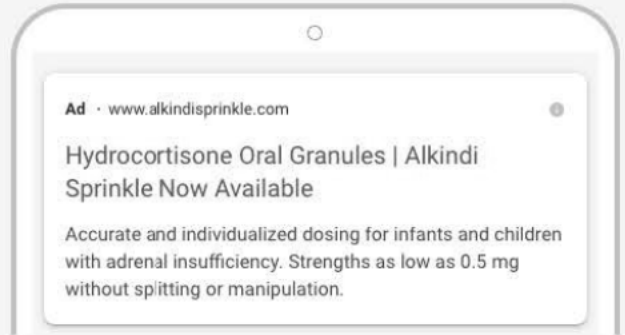 Ad · www.alkindisprinkle.com
Hydrocortisone Oral Granules | Alkindi
Sprinkle Now Available
Accurate and individualized dosing for infants and children
with adrenal insufficiency. Strengths as low as 0.5 mg
without splitting or manipulation.